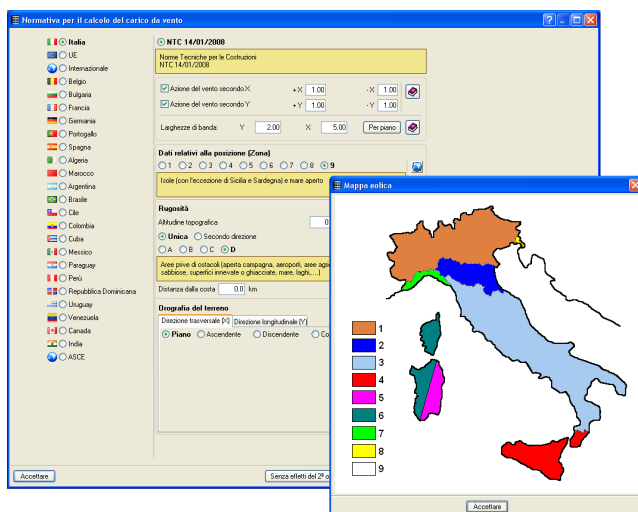 Normativa per il calcolo del carico da vento
Italia
UE
Internazionale
Belgio
Bulgaria
Francia
Germania
Portogallo
Spagna
Algeria
Marocco
Argentina
Brasile
Cile
Colombia
Cuba
Messico
Paraguay
Perù
Repubblica Dominicana
Uruguay
Venezuela
Canada
India
ASCE
NTC 14/01/2008
Norme Tecniche per le Costruzioni
NTC 14/01/2008
Azione del vento secondo X +X 1.00 -X 1.00
Azione del vento secondo Y +Y 1.00 -Y 1.00
Larghezze di banda: Y 2.00 X 5.00 Per piano
Dati relativi alla posizione (Zona)
1 2 3 4 5 6 7 8 9
Isole (con l'eccezione di Sicilia e Sardegna) e mare aperto
Rugosità
Altitudine topografica 0
Unica Secondo direzione
A B C D
Aree prive di ostacoli (aperta campagna, aeroporti, aree agri
sabbiose, superfici innevate o ghiacciate, mare, laghi,....)
Distanza dalla costa 0.0 km
Orografia del terreno
Direzione trasversale (X) Direzione longitudinale (Y)
Piano Ascendente Discendente Co
Accettare
Senza effetti del 2º o
Mappa eolica
1
2
3
4
5
6
7
8
9
Accettare